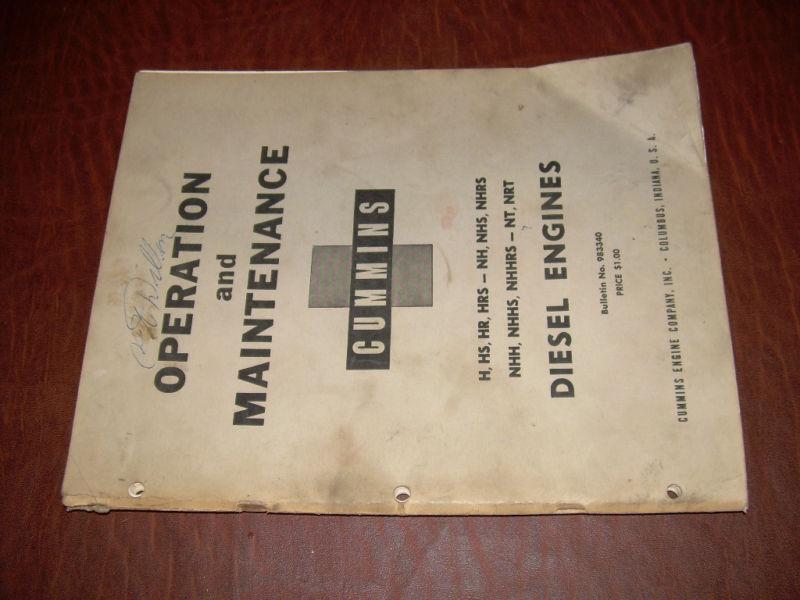 OPERATION
and
MAINTENANCE
CUMMINS
H, HS, HR, HRS – NH, NHS, NHRS
NHH, NHHS, NHHRS – NT, NRT
DIESEL ENGINES
Bulletin No. 983340
PRICE $1.00
CUMMINS ENGINE COMPANY, INC. • COLUMBUS, INDIANA, U. S. A.